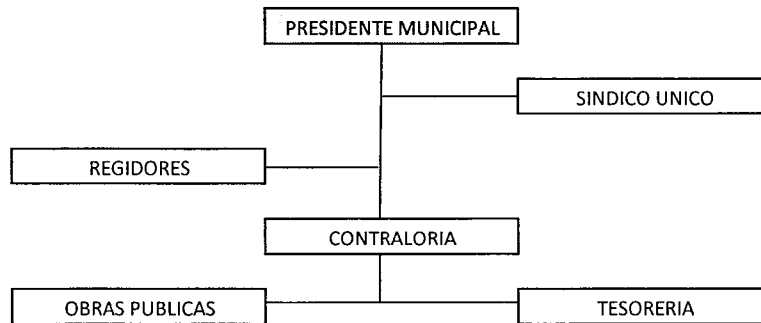 PRESIDENTE MUNICIPAL
SINDICO UNICO
REGIDORES
CONTRALORIA
OBRAS PUBLICAS
TESORERIA